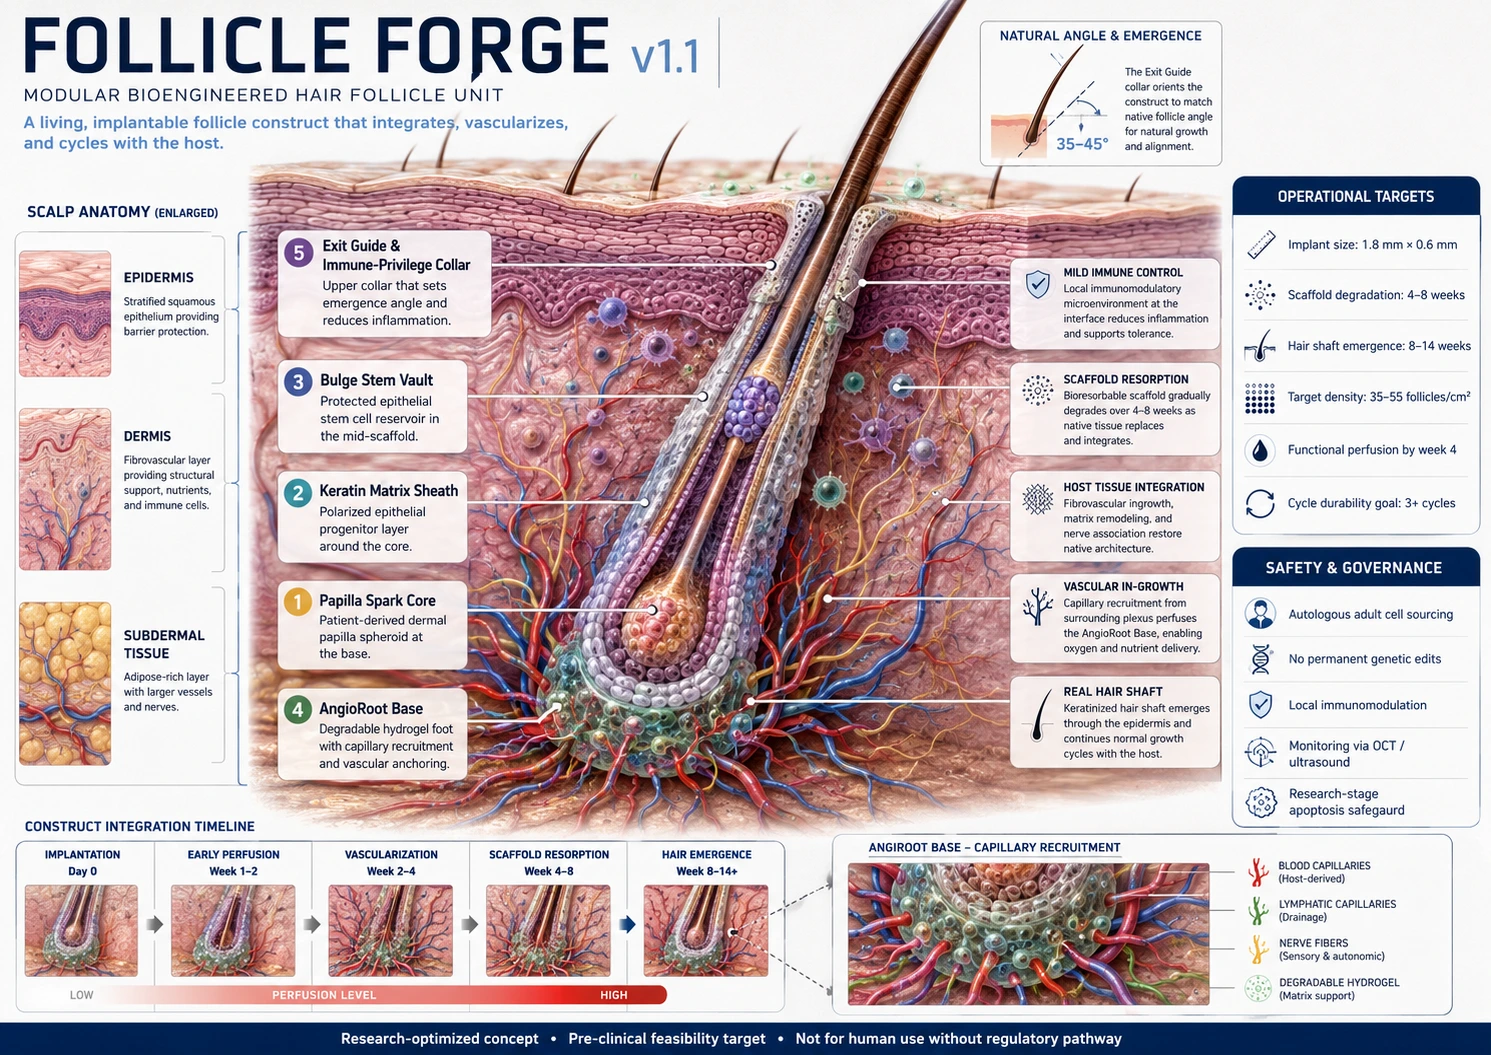 FOLLICLE FORGE v1.1
MODULAR BIOENGINEERED HAIR FOLLICLE UNIT
A living, implantable follicle construct that integrates, vascularizes,
and cycles with the host.
NATURAL ANGLE & EMERGENCE
The Exit Guide
collar orients the
construct to match
native follicle angle
for natural growth
and alignment.
35–45°
SCALP ANATOMY (ENLARGED)
EPIDERMIS
Stratified squamous
epithelium providing
barrier protection.
DERMIS
Fibrovascular layer
providing structural
support, nutrients,
and immune cells.
SUBDERMAL
TISSUE
Adipose-rich layer
with larger vessels
and nerves.
5
Exit Guide &
Immune-Privilege Collar
Upper collar that sets
emergence angle and
reduces inflammation.
3
Bulge Stem Vault
Protected epithelial
stem cell reservoir in
the mid-scaffold.
2
Keratin Matrix Sheath
Polarized epithelial
progenitor layer
around the core.
1
Papilla Spark Core
Patient-derived dermal
papilla spheroid at
the base.
4
AngioRoot Base
Degradable hydrogel foot
with capillary recruitment
and vascular anchoring.
MILD IMMUNE CONTROL
Local immunomodulatory
microenvironment at the
interface reduces inflammation
and supports tolerance.
SCAFFOLD RESORPTION
Bioresorbable scaffold gradually
degrades over 4–8 weeks as
native tissue replaces
and integrates.
HOST TISSUE INTEGRATION
Fibrovascular ingrowth,
matrix remodeling, and
nerve association restore
native architecture.
VASCULAR IN-GROWTH
Capillary recruitment from
surrounding plexus perfuses
the AngioRoot Base, enabling
oxygen and nutrient delivery.
REAL HAIR SHAFT
Keratinized hair shaft emerges
through the epidermis and
continues normal growth
cycles with the host.
OPERATIONAL TARGETS
Implant size: 1.8 mm × 0.6 mm
Scaffold degradation: 4–8 weeks
Hair shaft emergence: 8–14 weeks
Target density: 35–55 follicles/cm²
Functional perfusion by week 4
Cycle durability goal: 3+ cycles
SAFETY & GOVERNANCE
Autologous adult cell sourcing
No permanent genetic edits
Local immunomodulation
Monitoring via OCT /
ultrasound
Research-stage
apoptosis safegaurd
CONSTRUCT INTEGRATION TIMELINE
IMPLANTATION
Day 0
EARLY PERFUSION
Week 1–2
VASCULARIZATION
Week 2–4
SCAFFOLD RESORPTION
Week 4–8
HAIR EMERGENCE
Week 8–14+
LOW
PERFUSION LEVEL
HIGH
ANGIROOT BASE – CAPILLARY RECRUITMENT
BLOOD CAPILLARIES
(Host-derived)
LYMPHATIC CAPILLARIES
(Drainage)
NERVE FIBERS
(Sensory & autonomic)
DEGRADABLE HYDROGEL
(Matrix support)
Research-optimized concept • Pre-clinical feasibility target • Not for human use without regulatory pathway